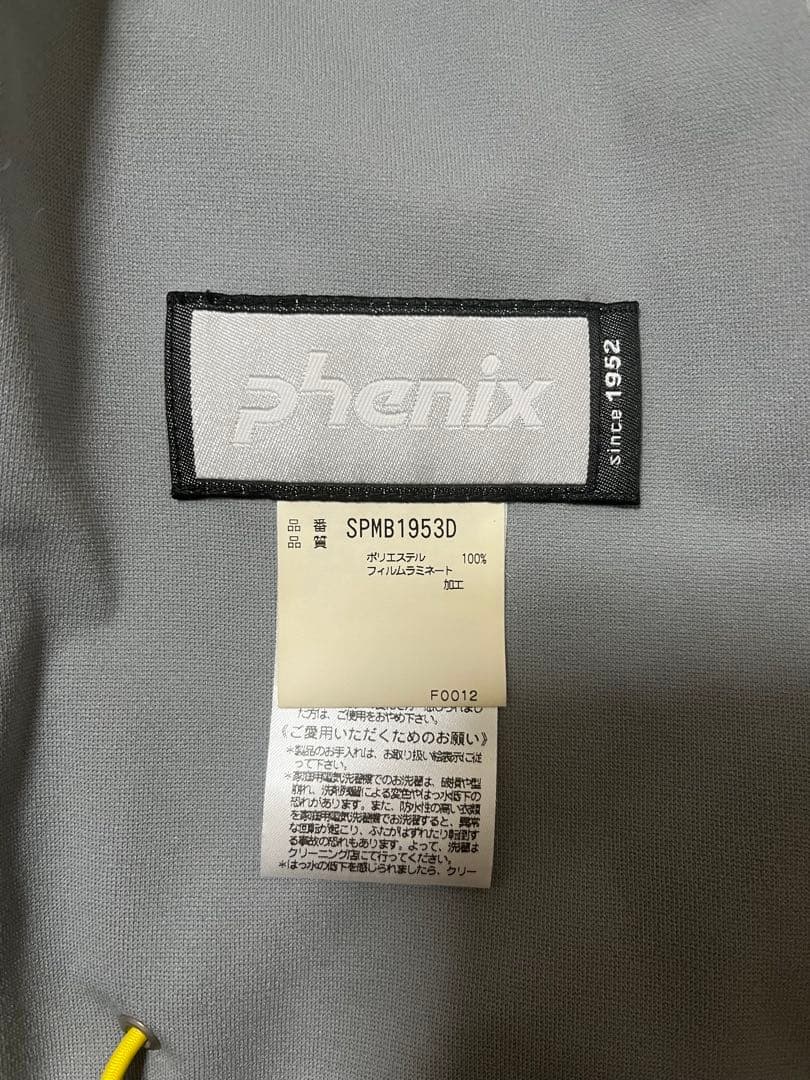 phenix
since 1952
品番 SPMB1953D
品質
ポリエステル 100%
フィルムラミネート
加工
F0012
た方は、ご使用をおやめ下さい。
《ご愛用いただくためのお願い》
*製品のお手入れは、お取り扱い絵表示に従
って下さい。
*家庭用電気洗濯機でのお洗濯は、破損や型
崩れ、洗剤残留による変色やはっ水低下の
恐れがあります。また、防水性の高い衣類
を家庭用電気洗濯機でお洗濯すると、異常
な回転が起こり、ふたがはずれたり転倒す
る事故の恐れもあります。よって、洗濯は
クリーニング店にて行ってください。
*はっ水の低下を感じられましたら、クリー